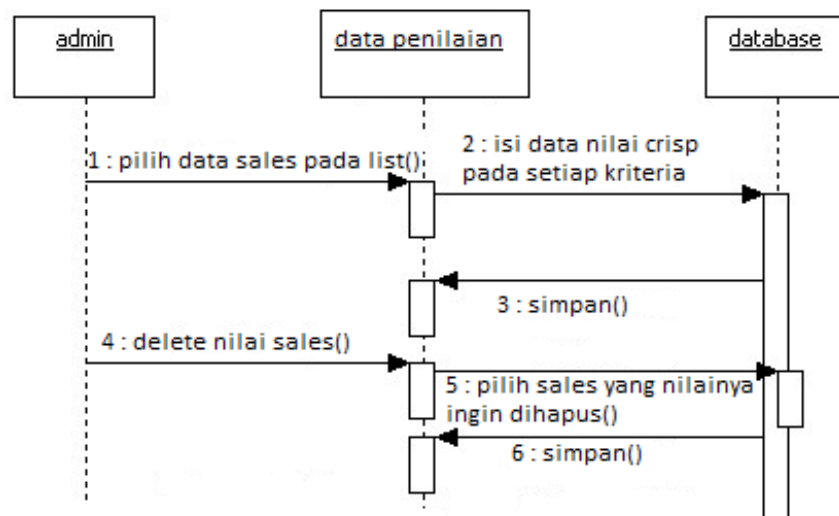 admin
data penilaian
database
1 : pilih data sales pada list()
2 : isi data nilai crisp
pada setiap kriteria
3 : simpan()
4 : delete nilai sales()
5 : pilih sales yang nilainya
ingin dihapus()
6 : simpan()